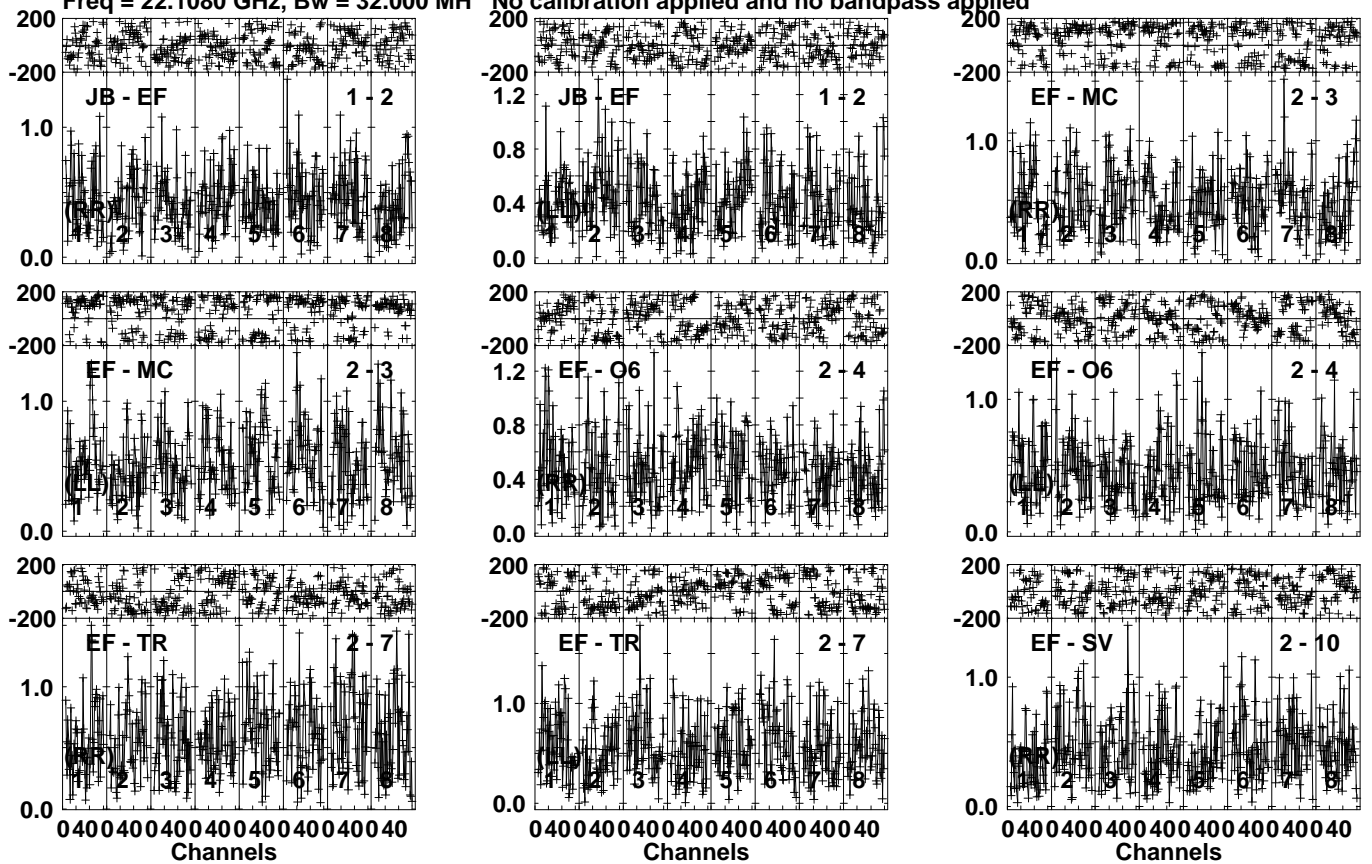 Freq = 22.1080 GHz, Bw = 32.000 MH No calibration applied and no bandpass applied
200 200 200
-200 -200 -200
JB - EF 1 - 2 JB - EF 1 - 2 EF - MC 2 - 3
1.2
1.0 1.0
0.8
0.4
(RR) (LL) (RR)
1 2 3 4 5 6 7 8 1 2 3 4 5 6 7 8 1 2 3 4 5 6 7 8
0.0 0.0 0.0
200 200 200
-200 -200 -200
EF - MC 2 - 3 EF - O6 2 - 4 EF - O6 2 - 4
1.2
1.0 1.0
0.8
0.4
(LL) (RR) (LL)
1 2 3 4 5 6 7 8 1 2 3 4 5 6 7 8 1 2 3 4 5 6 7 8
0.0 0.0 0.0
200 200 200
-200 -200 -200
EF - TR 2 - 7 EF - TR 2 - 7 EF - SV 2 - 10
1.0 1.0 1.0
(RR) (LL) (RR)
1 2 3 4 5 6 7 8 1 2 3 4 5 6 7 8 1 2 3 4 5 6 7 8
0.0 0.0 0.0
0 40 0 40 0 40 0 40 0 40 0 40 0 40 0 40 0 40 0 40 0 40 0 40 0 40 0 40 0 40 0 40 0 40 0 40 0 40 0 40 0 40 0 40 0 40 0 40
Channels Channels Channels